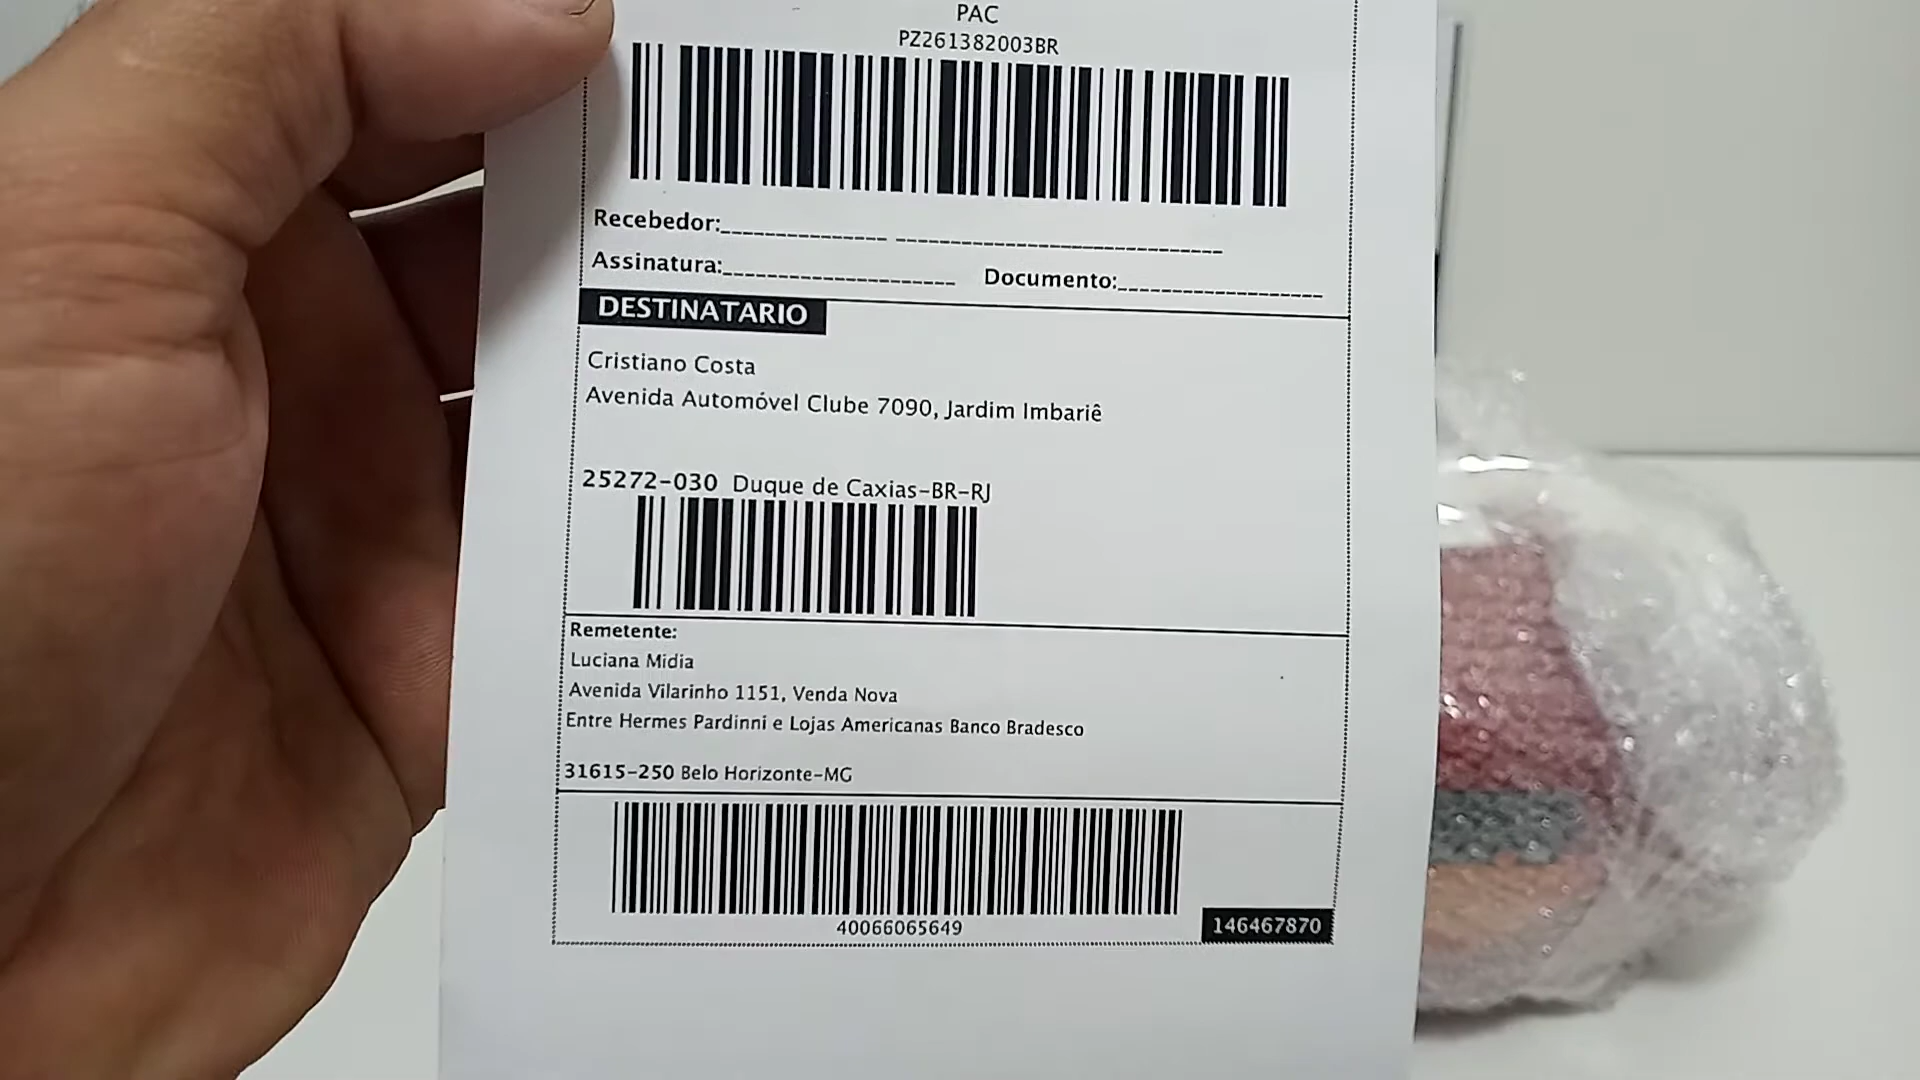 PAC
PZ261382003BR
Recebedor:
Assinatura: Documento:
DESTINATARIO
Cristiano Costa
Avenida Automóvel Clube 7090, Jardim Imbariê
25272-030 Duque de Caxias-BR-RJ
Remetente:
Luciana Midia
Avenida Vilarinho 1151, Venda Nova
Entre Hermes Pardinni e Lojas Americanas Banco Bradesco
31615-250 Belo Horizonte-MG
40066065649
146467870